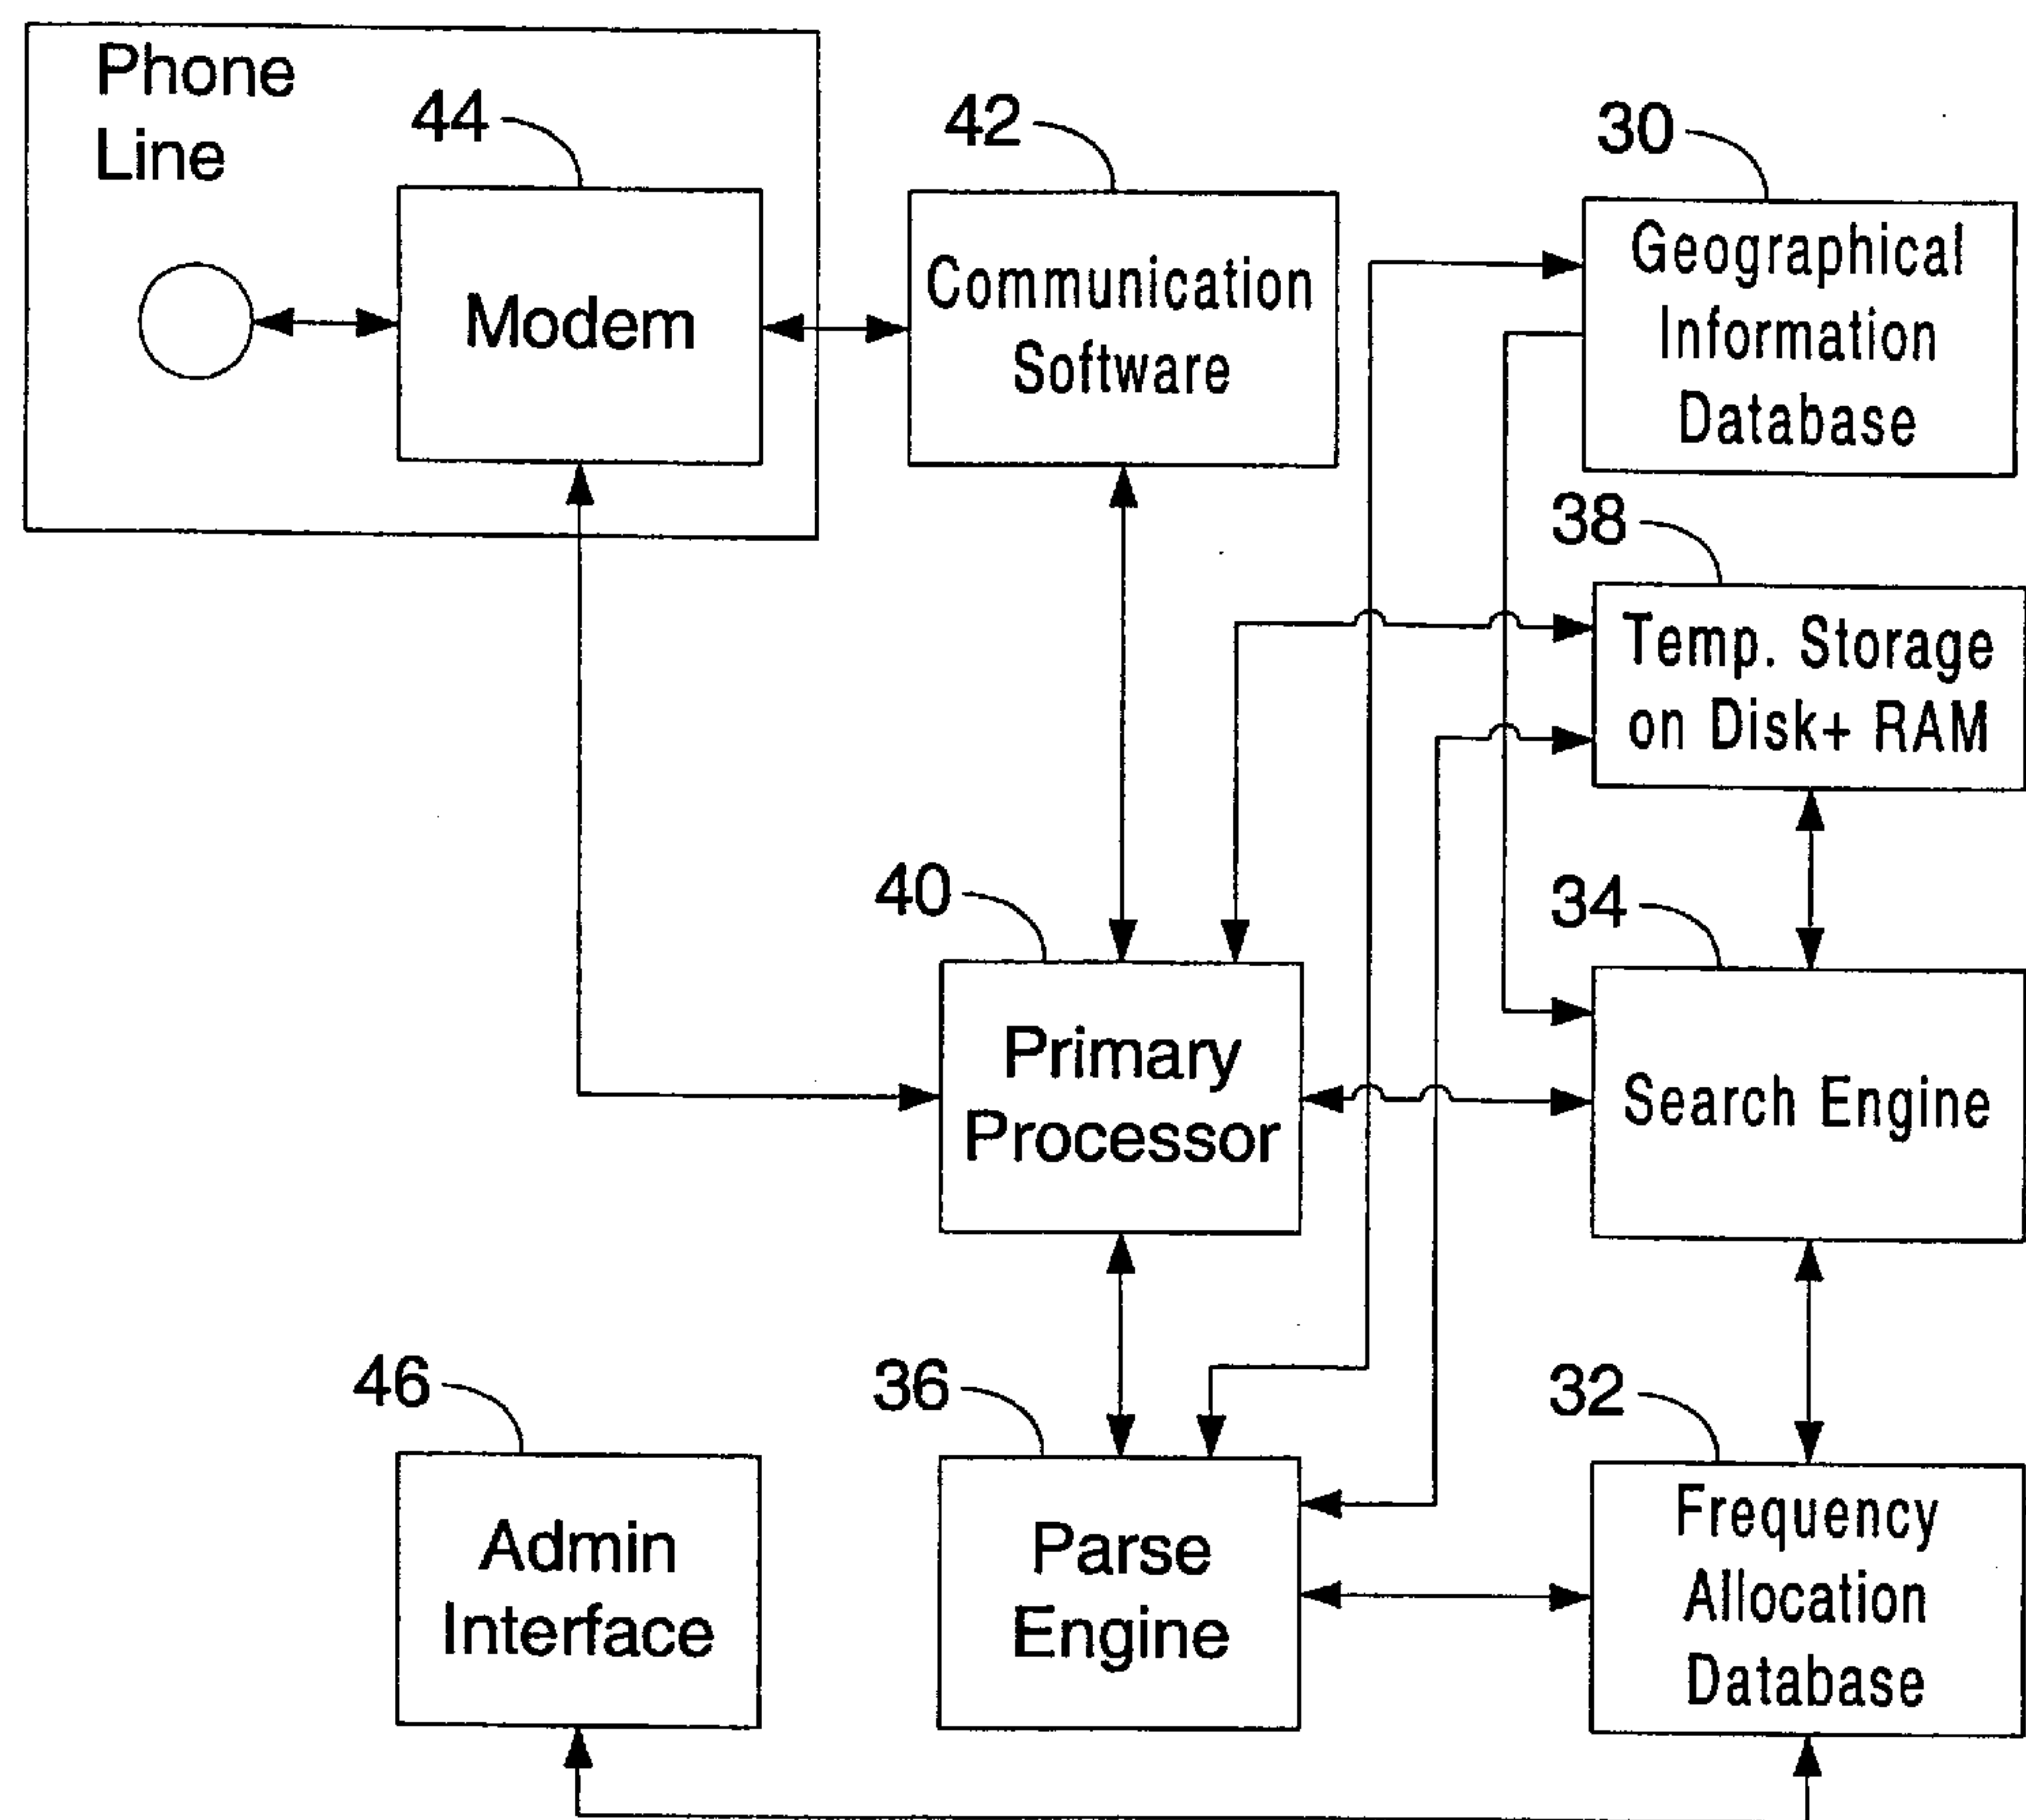 Phone
Line
44
Modem
42
Communication
Software
30
Geographical
Information
Database
38
Temp. Storage
on Disk+ RAM
40
Primary
Processor
34
Search Engine
46
Admin
Interface
36
Parse
Engine
32
Frequency
Allocation
Database